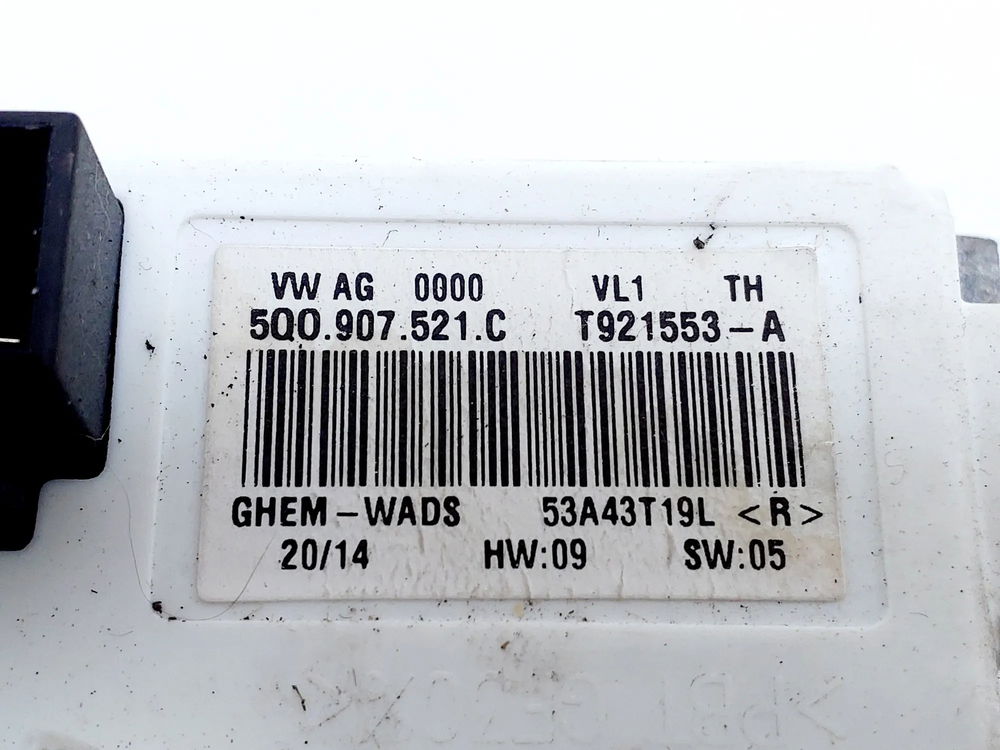 VW AG 0000 VL1 TH
5Q0.907.521.C T921553-A
GHEM-WADS 53A43T19L <R>
20/14 HW:09 SW:05